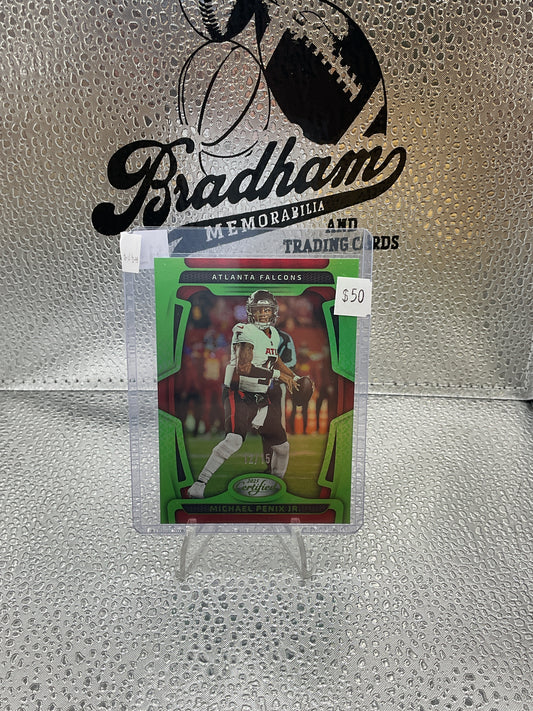 Bradham
MEMORABILIA
AND
TRADING CARDS
$50
ATLANTA FALCONS
Certified
MICHAEL PENIX JR.